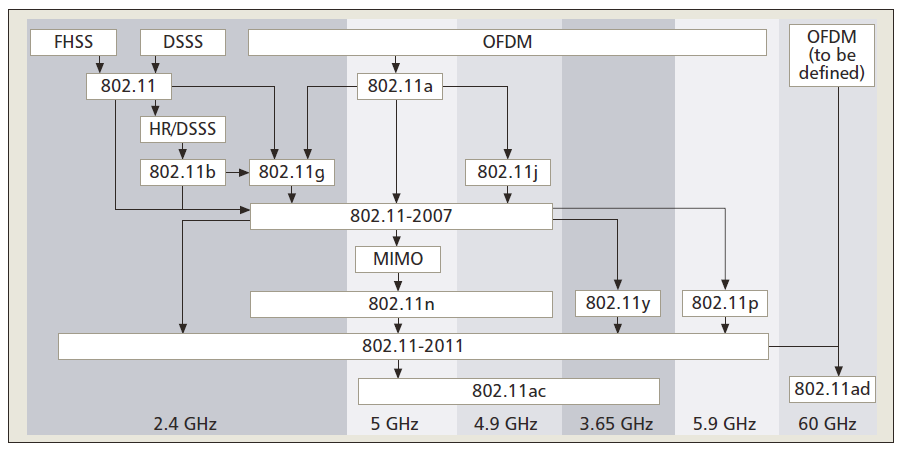 FHSS
DSSS
OFDM
OFDM
(to be
defined)
802.11
802.11a
HR/DSSS
802.11b
802.11g
802.11j
802.11-2007
MIMO
802.11n
802.11y
802.11p
802.11-2011
802.11ac
802.11ad
2.4 GHz
5 GHz
4.9 GHz
3.65 GHz
5.9 GHz
60 GHz